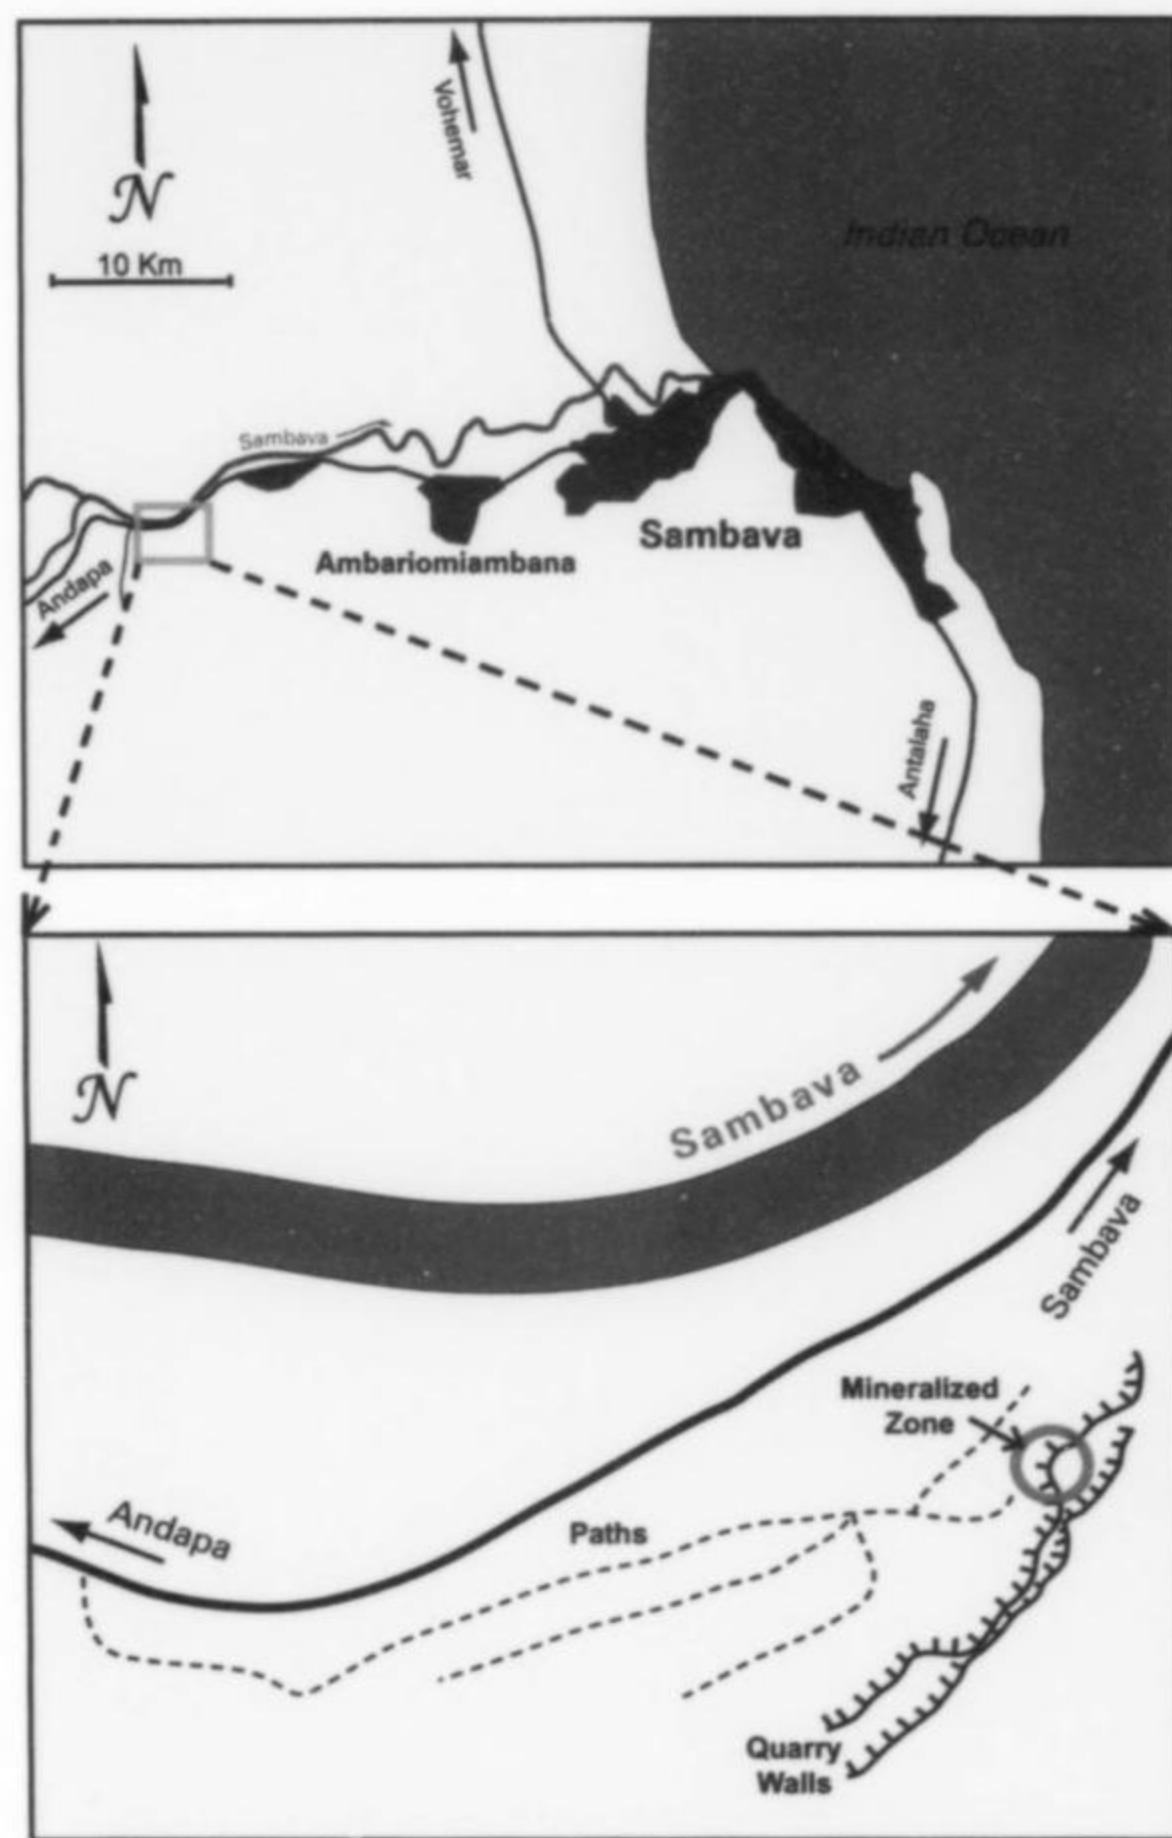 Vohemar
N
Indian Ocean
10 Km
Sambava
Sambava
Ambariomiambana
Andapa
Antalaha
N
Sambava
Sambava
Mineralized
Zone
Andapa
Paths
Quarry
Walls